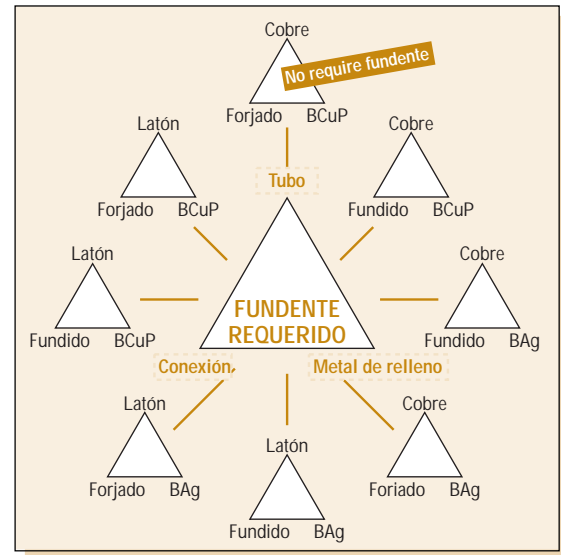 Cobre
No require fundente
Forjado BCuP
Latón
Cobre
Tubo
Forjado BCuP
Fundido BCuP
Latón
Cobre
FUNDENTE
REQUERIDO
Fundido BCuP
Fundido BAg
Conexión
Metal de relleno
Latón
Cobre
Latón
Forjado BAg
Foriado BAg
Fundido BAg